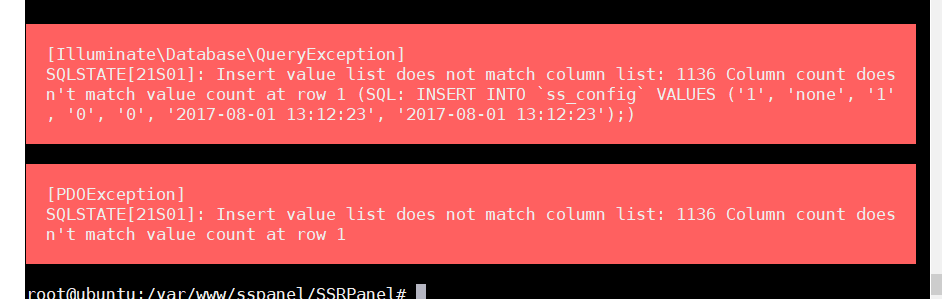 [Illuminate\Database\QueryException]
SQLSTATE[21S01]: Insert value list does not match column list: 1136 Column count does
n't match value count at row 1 (SQL: INSERT INTO `ss_config` VALUES ('1', 'none', '1'
, '0', '0', '2017-08-01 13:12:23', '2017-08-01 13:12:23');)
[PDOException]
SQLSTATE[21S01]: Insert value list does not match column list: 1136 Column count does
n't match value count at row 1
root@ubuntu:/var/www/sspanel/SSRPanel#